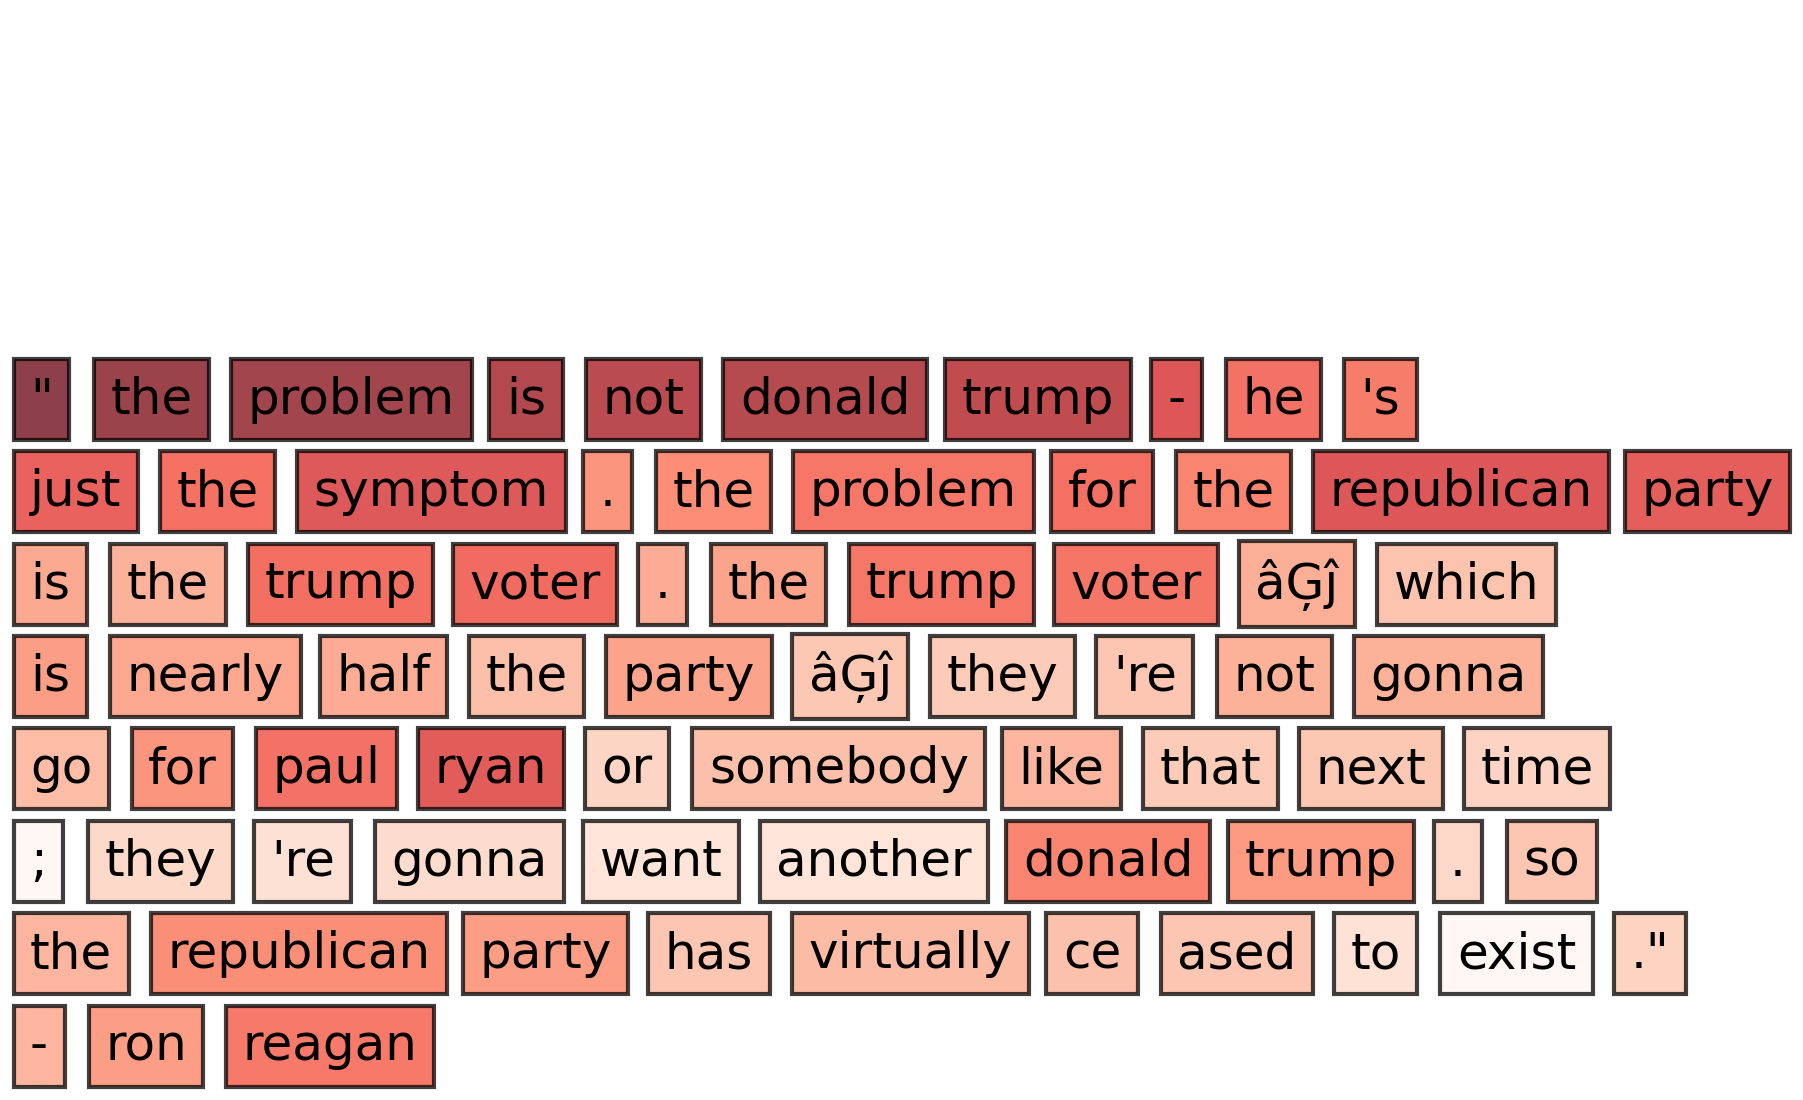 " the problem is not donald trump - he 's
just the symptom . the problem for the republican party
is the trump voter . the trump voter âĢĵ which
is nearly half the party âĢĵ they 're not gonna
go for paul ryan or somebody like that next time
; they 're gonna want another donald trump . so
the republican party has virtually ce ased to exist ."
- ron reagan